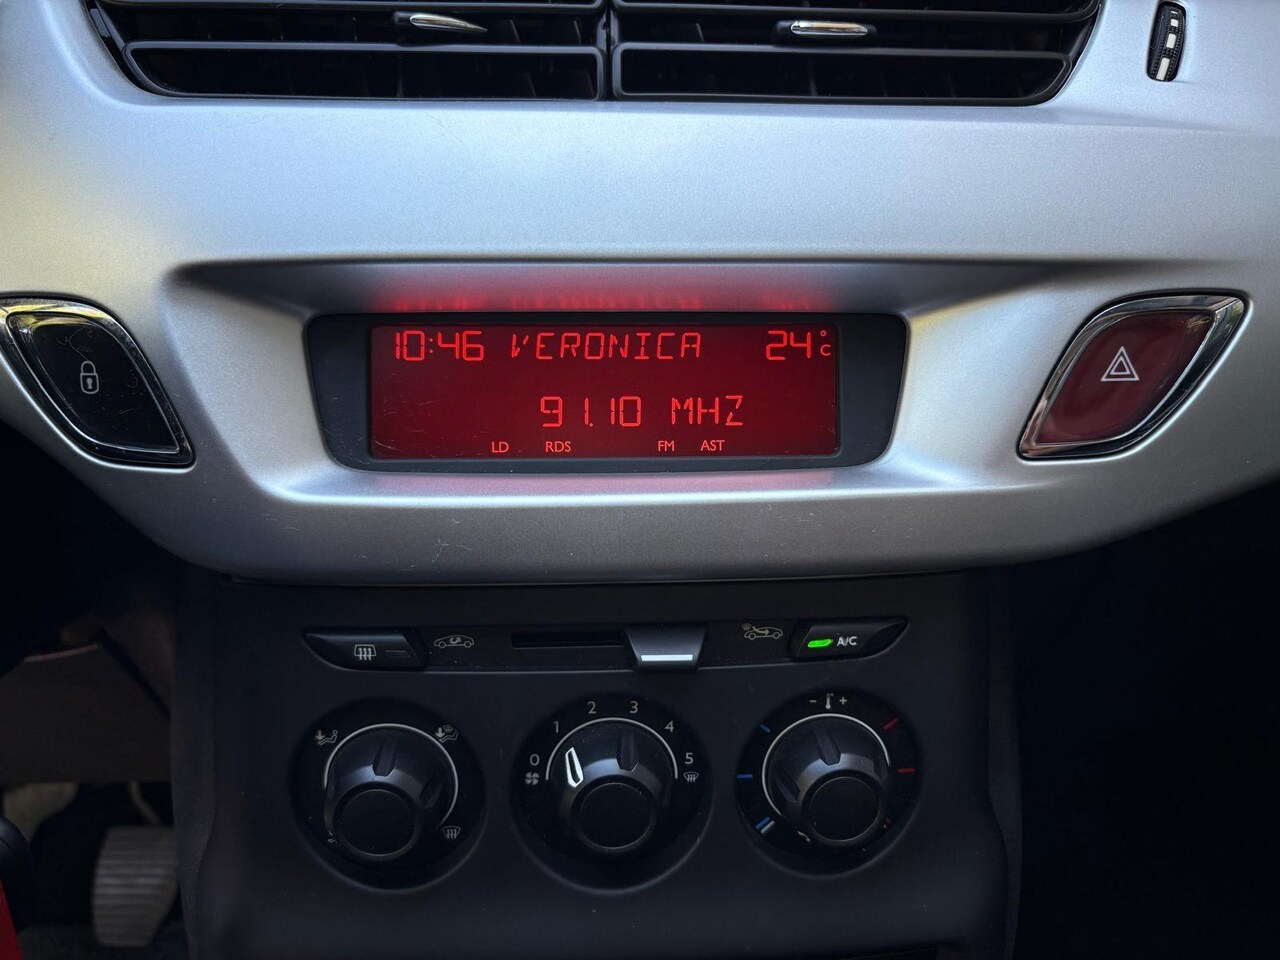 10:46 VERONICA 24°C
91.10 MHZ
LD RDS FM AST
A/C
0 1 2 3 4 5
- +